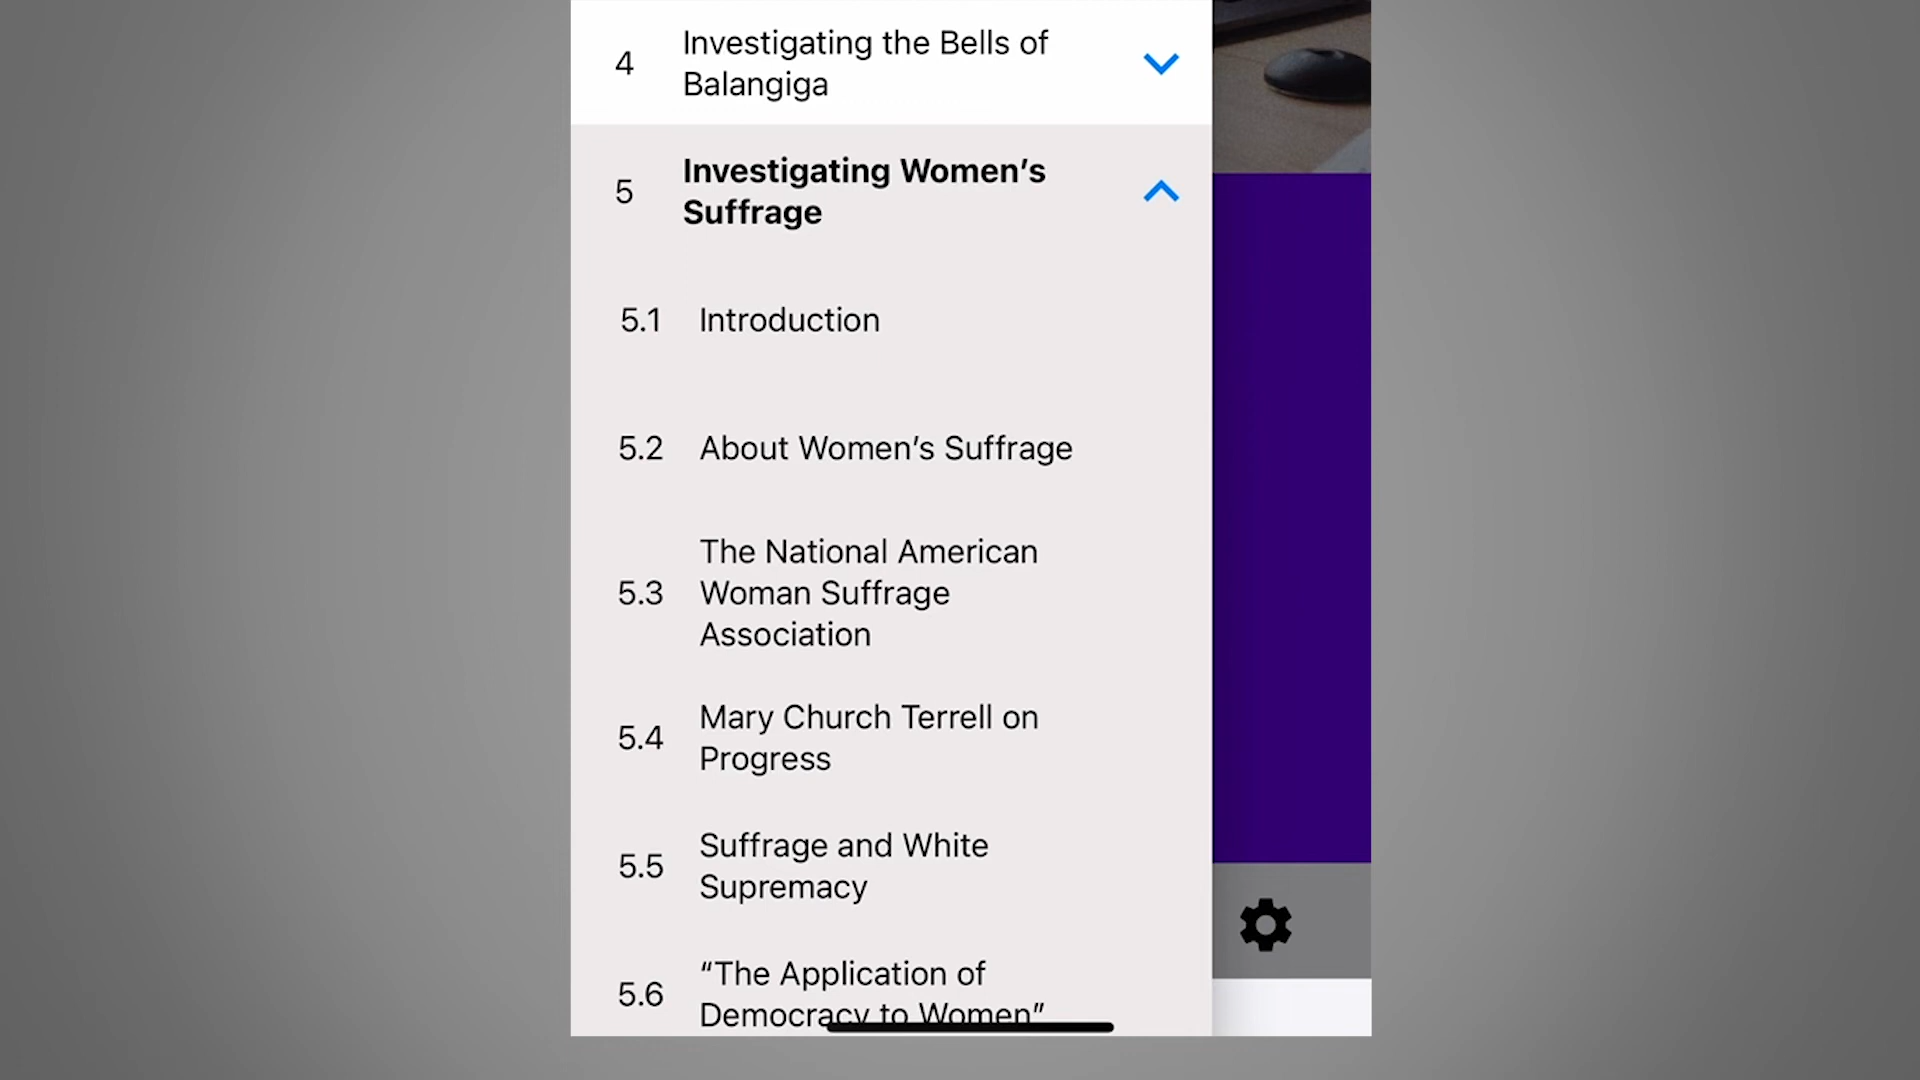 4
Investigating the Bells of
Balangiga
5
Investigating Women’s
Suffrage
5.1
Introduction
5.2
About Women’s Suffrage
5.3
The National American
Woman Suffrage
Association
5.4
Mary Church Terrell on
Progress
5.5
Suffrage and White
Supremacy
5.6
“The Application of
Democracy to Women”